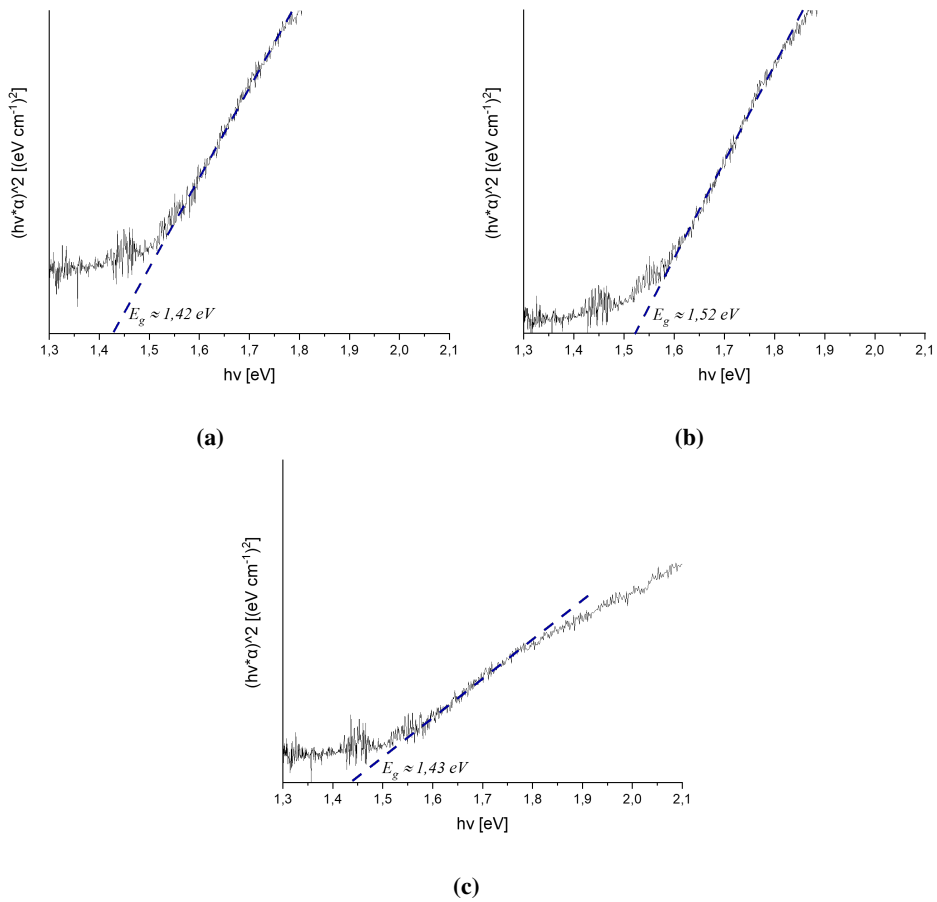 (hν*α)^2 [(eV cm⁻¹)²]
E_g ≈ 1,42 eV
1,3 1,4 1,5 1,6 1,7 1,8 1,9 2,0 2,1
hν [eV]
(a)
(hν*α)^2 [(eV cm⁻¹)²]
E_g ≈ 1,52 eV
1,3 1,4 1,5 1,6 1,7 1,8 1,9 2,0 2,1
hν [eV]
(b)
(hν*α)^2 [(eV cm⁻¹)²]
E_g ≈ 1,43 eV
1,3 1,4 1,5 1,6 1,7 1,8 1,9 2,0 2,1
hν [eV]
(c)